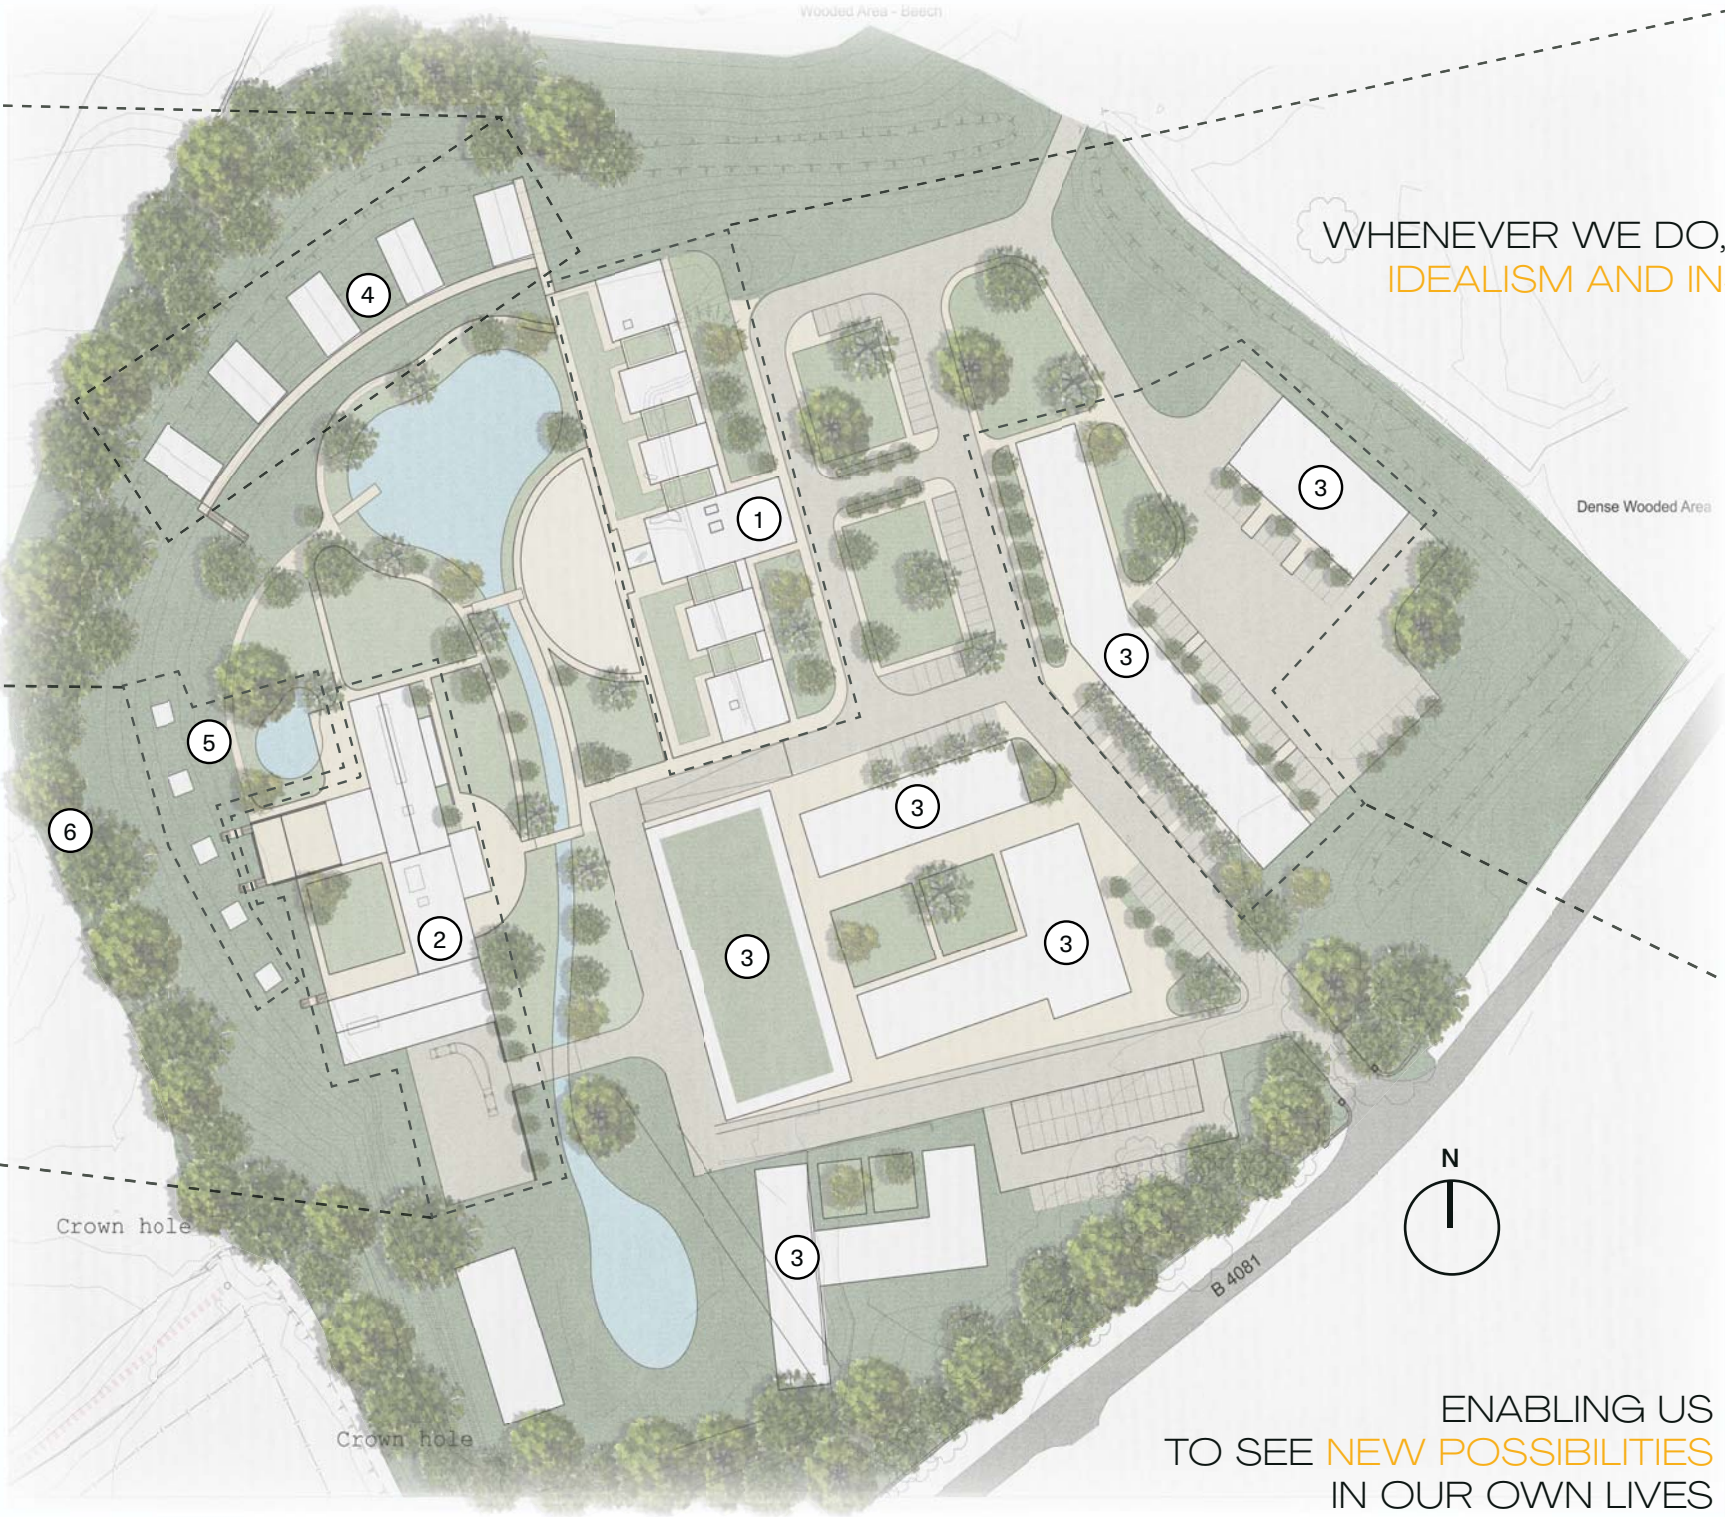 Wooded Area - Beech
WHENEVER WE DO,
IDEALISM AND IN
4
3
Dense Wooded Area
1
3
5
3
6
2
3
3
N
Crown hole
3
B 4081
Crown hole
ENABLING US
TO SEE NEW POSSIBILITIES
IN OUR OWN LIVES